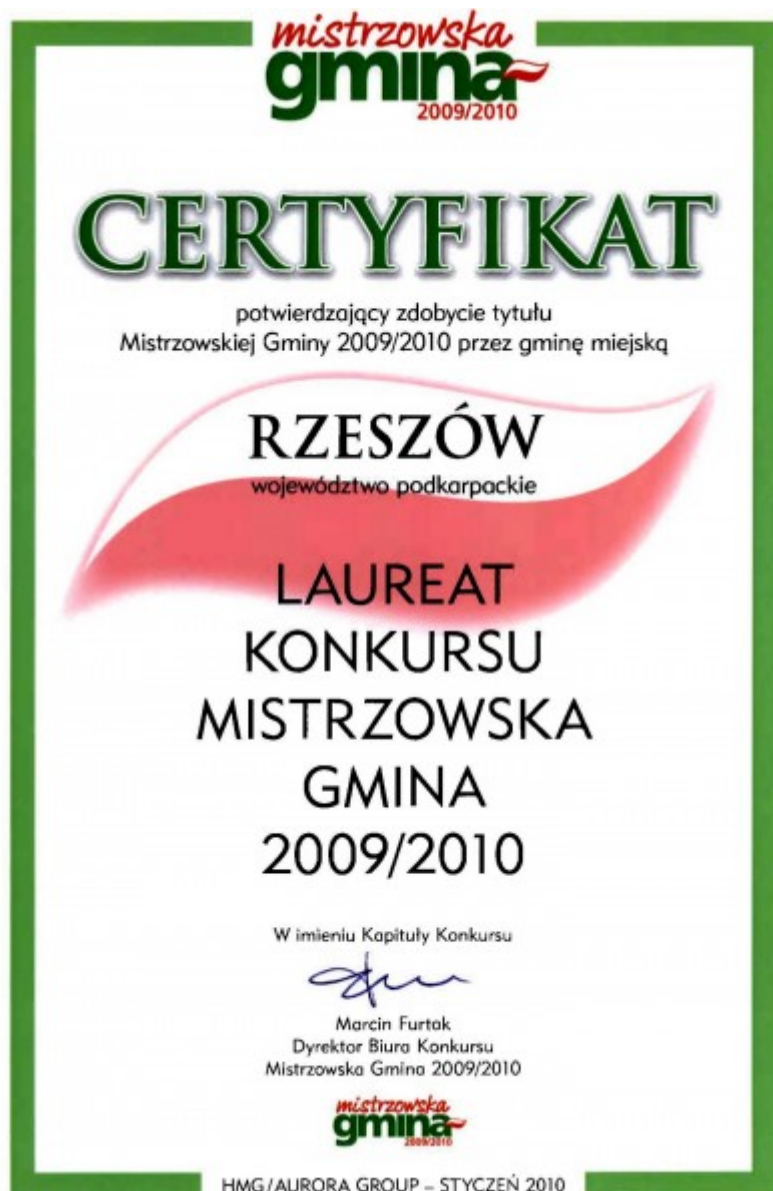 mistrzowska
gmina
2009/2010
CERTYFIKAT
potwierdzający zdobycie tytułu
Mistrzowskiej Gminy 2009/2010 przez gminę miejską
RZESZÓW
województwo podkarpackie
LAUREAT
KONKURSU
MISTRZOWSKA
GMINA
2009/2010
W imieniu Kapituły Konkursu
Marcin Furtak
Dyrektor Biura Konkursu
Mistrzowska Gmina 2009/2010
mistrzowska
gmina
2009/2010
HMG/AURORA GROUP – STYCZEŃ 2010